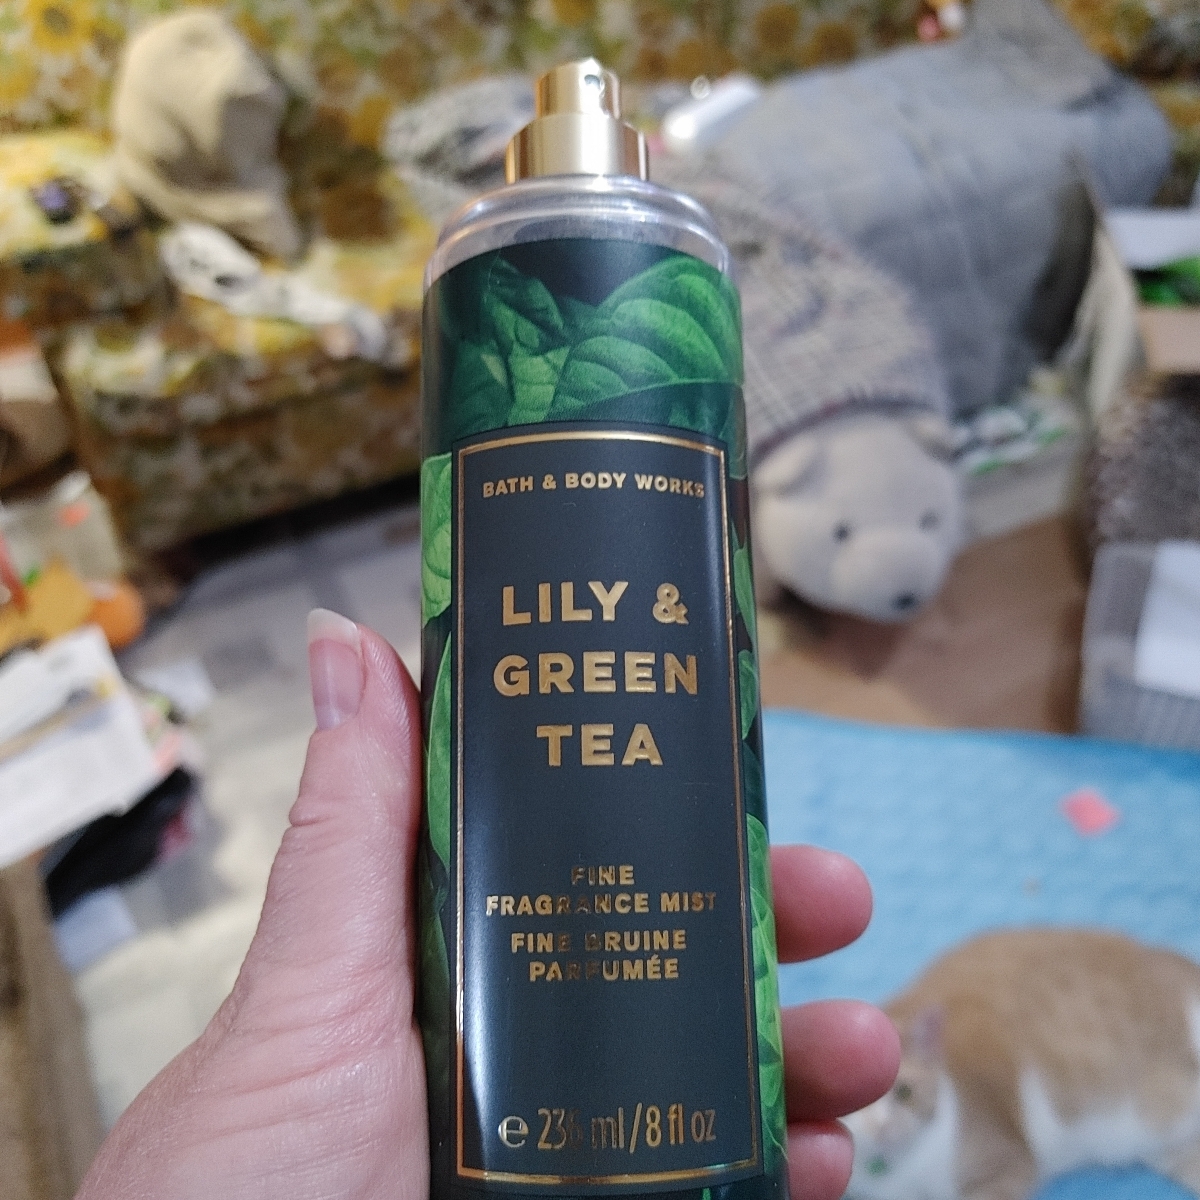 BATH & BODY WORKS
LILY &
GREEN
TEA
FINE
FRAGRANCE MIST
FINE BRUINE
PARFUMÉE
℮ 236 ml/8 fl oz